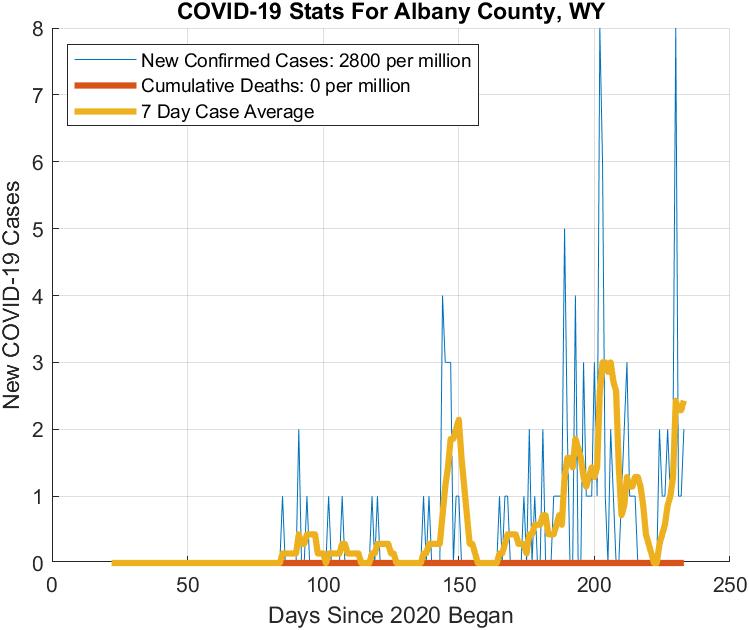 COVID-19 Stats For Albany County, WY
New Confirmed Cases: 2800 per million
Cumulative Deaths: 0 per million
7 Day Case Average
New COVID-19 Cases
8
7
6
5
4
3
2
1
0
0 50 100 150 200 250
Days Since 2020 Began